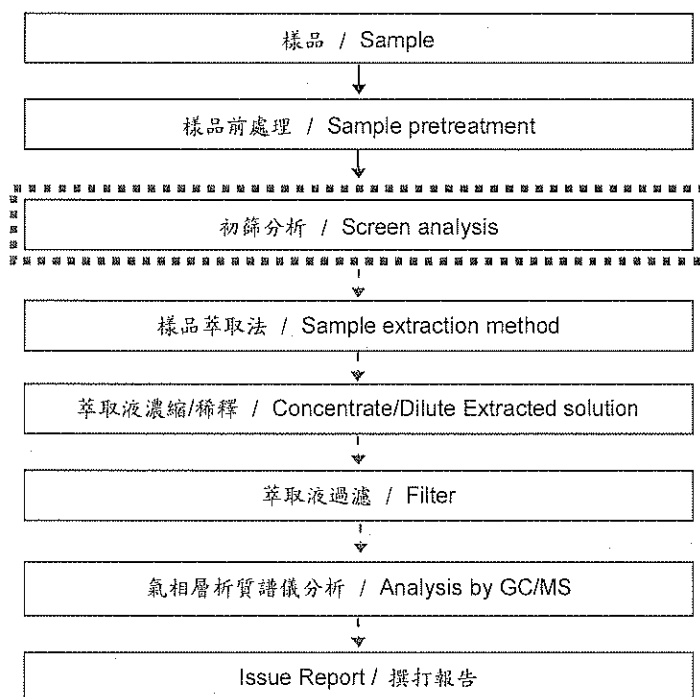 樣品 / Sample
樣品前處理 / Sample pretreatment
初篩分析 / Screen analysis
樣品萃取法 / Sample extraction method
萃取液濃縮/稀釋 / Concentrate/Dilute Extracted solution
萃取液過濾 / Filter
氣相層析質譜儀分析 / Analysis by GC/MS
Issue Report / 撰打報告